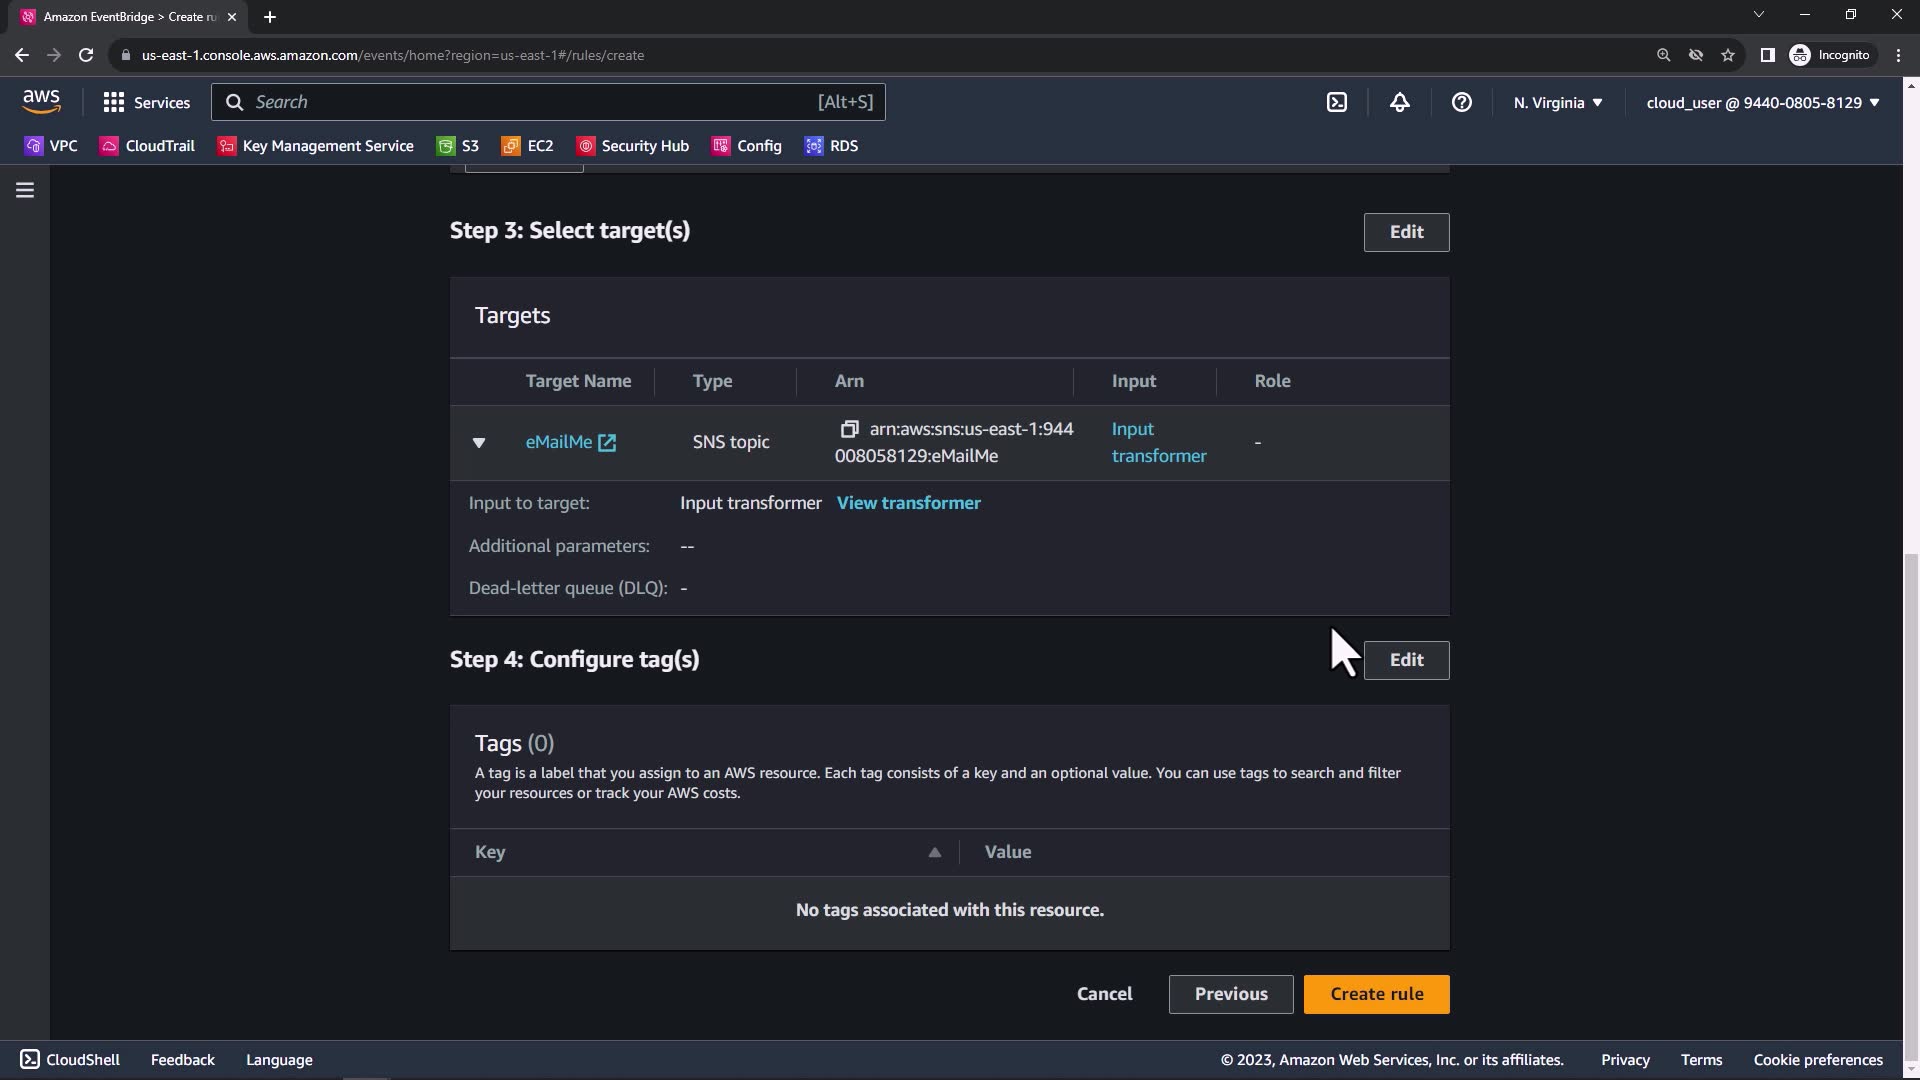 Amazon EventBridge > Create ru
us-east-1.console.aws.amazon.com/events/home?region=us-east-1#/rules/create
Incognito
aws
Services
Search
[Alt+S]
N. Virginia
cloud_user @ 9440-0805-8129
VPC
CloudTrail
Key Management Service
S3
EC2
Security Hub
Config
RDS
Step 3: Select target(s)
Edit
Targets
Target Name
Type
Arn
Input
Role
eMailMe
SNS topic
arn:aws:sns:us-east-1:944
008058129:eMailMe
Input
transformer
-
Input to target:
Input transformer
View transformer
Additional parameters:
--
Dead-letter queue (DLQ):
-
Step 4: Configure tag(s)
Edit
Tags (0)
A tag is a label that you assign to an AWS resource. Each tag consists of a key and an optional value. You can use tags to search and filter
your resources or track your AWS costs.
Key
Value
No tags associated with this resource.
Cancel
Previous
Create rule
CloudShell
Feedback
Language
© 2023, Amazon Web Services, Inc. or its affiliates.
Privacy
Terms
Cookie preferences